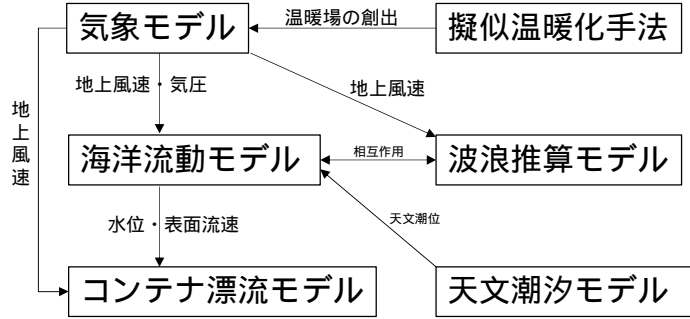 気象モデル
温暖場の創出
擬似温暖化手法
地上風速・気圧
地上風速
地上風速
海洋流動モデル
相互作用
波浪推算モデル
水位・表面流速
天文潮位
コンテナ漂流モデル
天文潮汐モデル